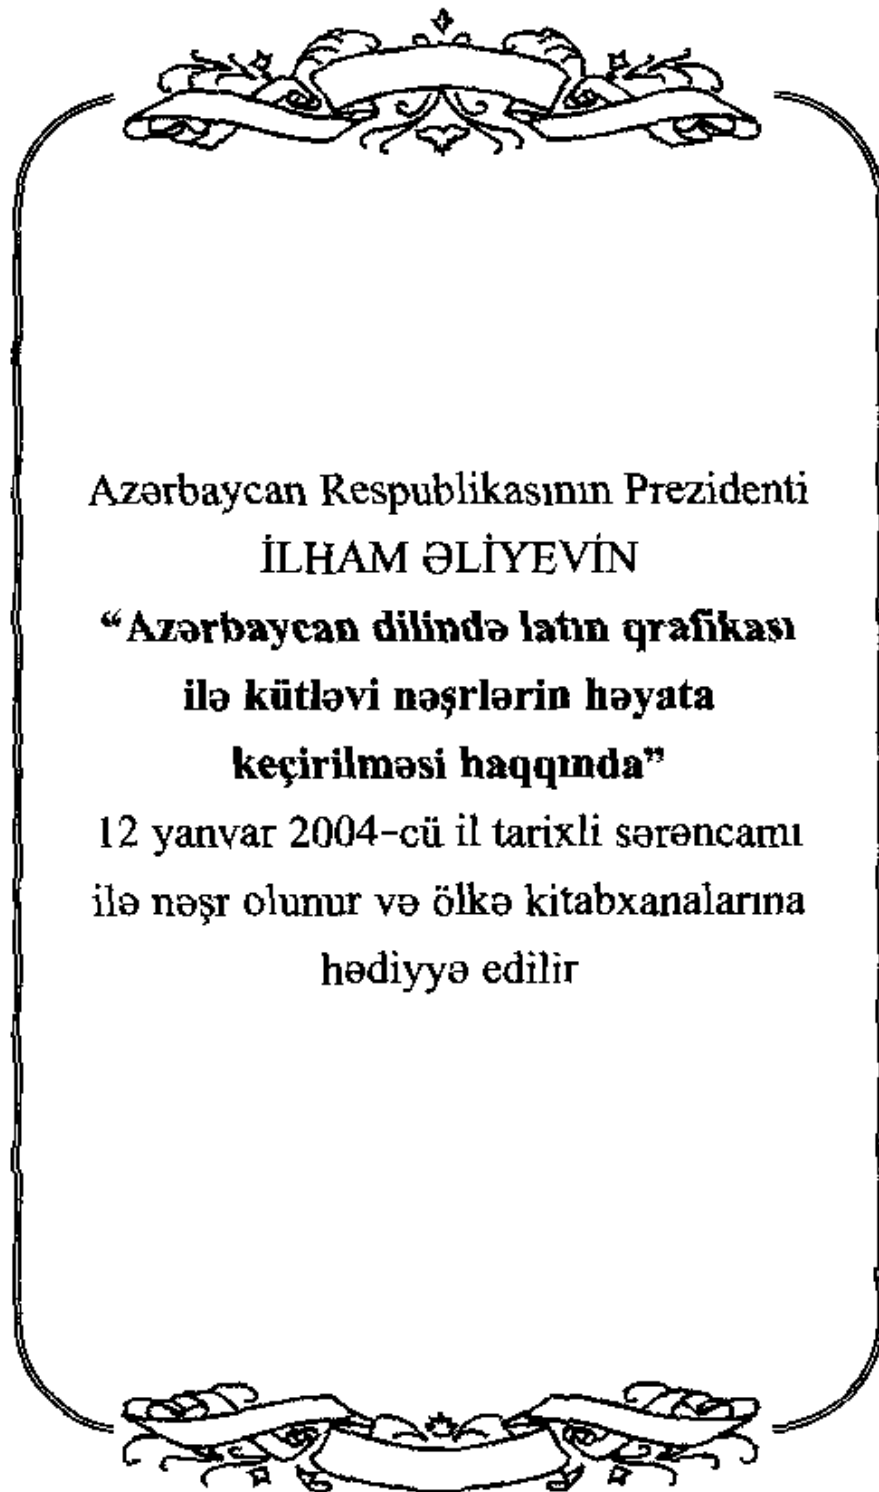 Azərbaycan Respublikasının Prezidenti
İLHAM ƏLİYEVİN
“Azərbaycan dilində latın qrafikası
ilə kütləvi nəşrlərin həyata
keçirilməsi haqqında”
12 yanvar 2004-cü il tarixli sərəncamı
ilə nəşr olunur və ölkə kitabxanalarına
hədiyyə edilir